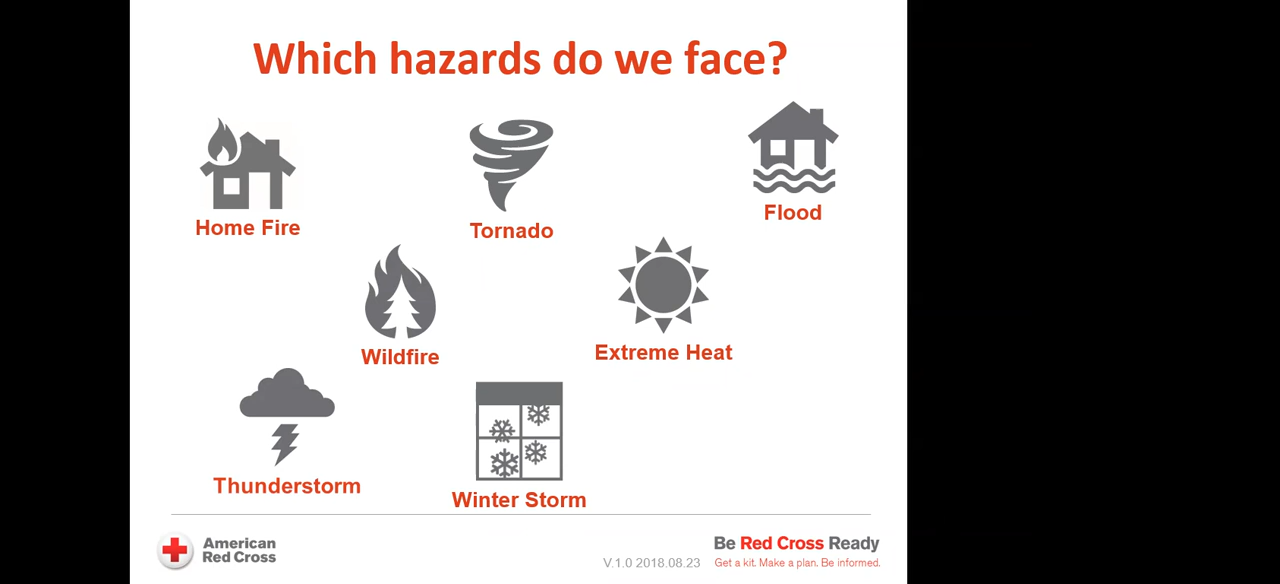 Which hazards do we face?
Home Fire
Tornado
Flood
Wildfire
Extreme Heat
Thunderstorm
Winter Storm
American
Red Cross
V.1.0 2018.08.23
Be Red Cross Ready
Get a kit. Make a plan. Be informed.